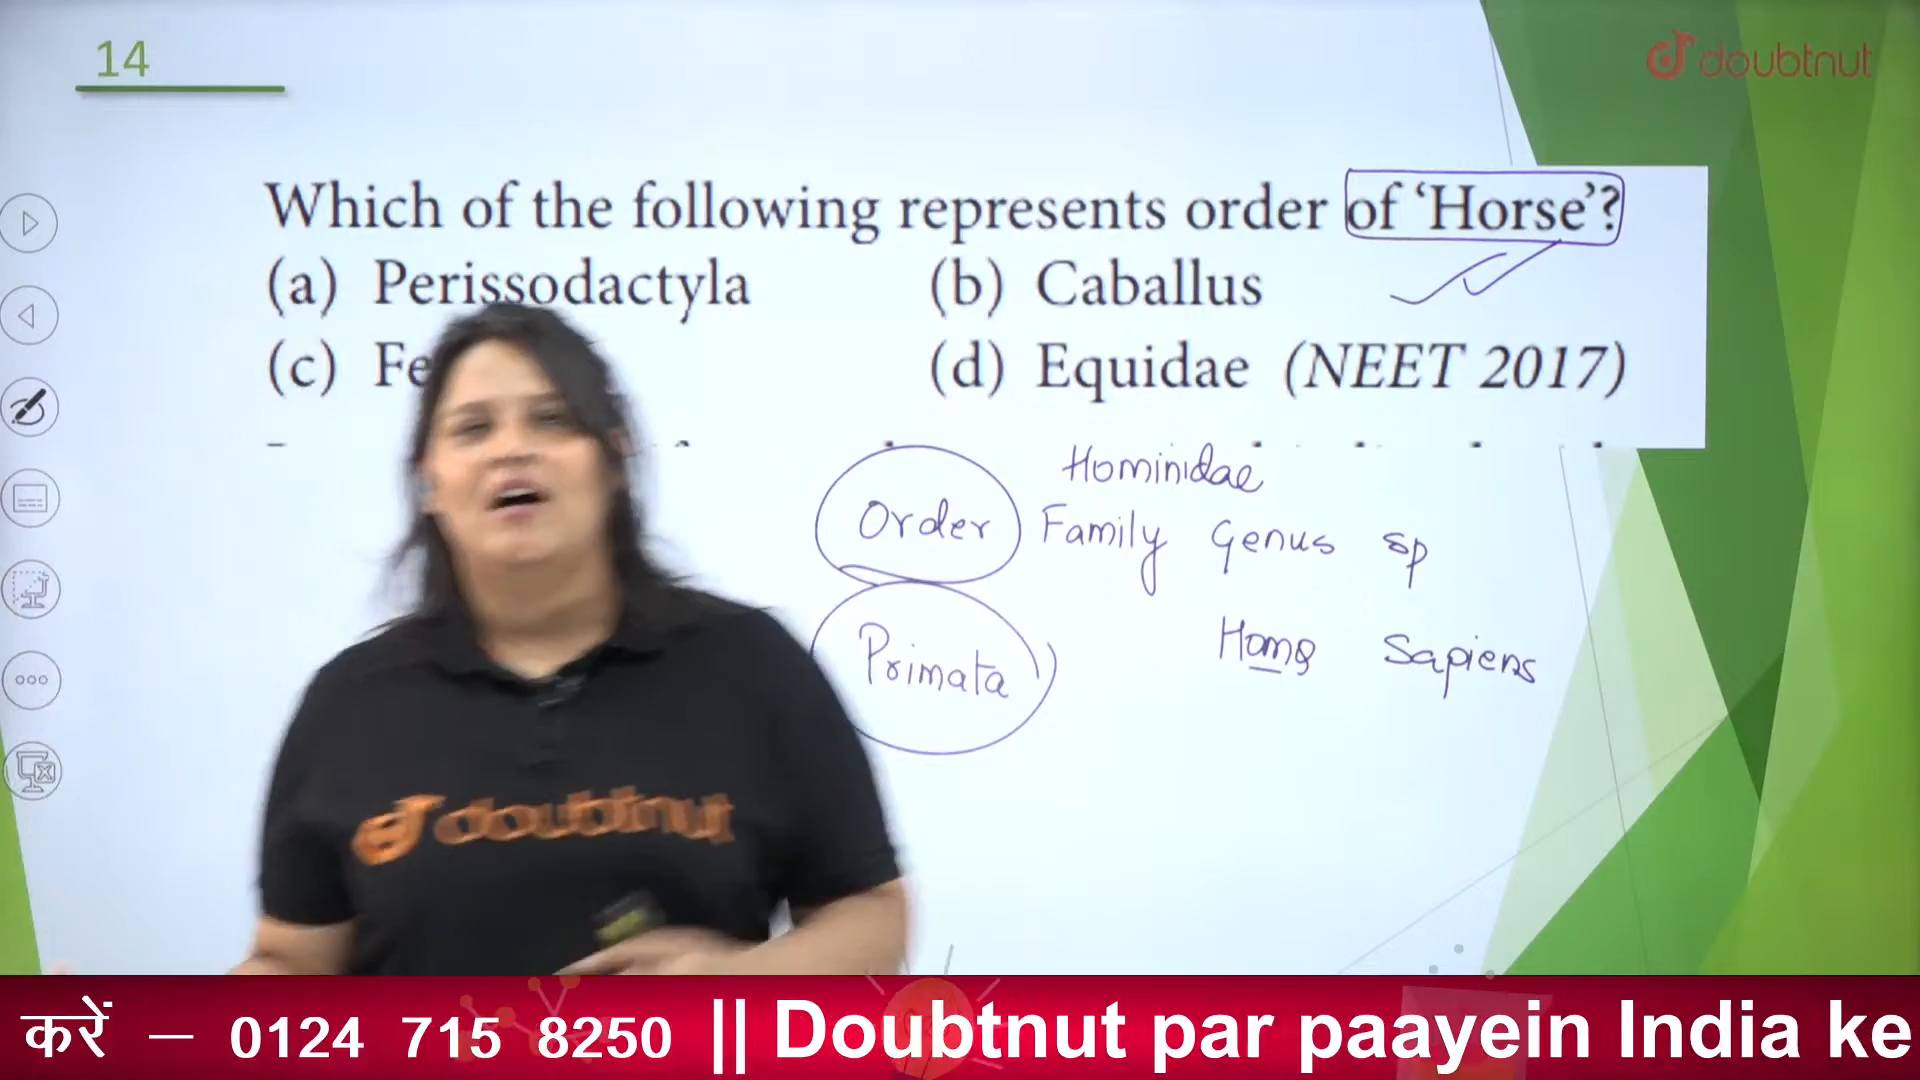 14
doubtnut
Which of the following represents order of ‘Horse’?
(a) Perissodactyla
(b) Caballus
(c)
(d) Equidae (NEET 2017)
Hominidae
Order Family Genus sp
Primata Homo Sapiens
doubtnut
करें – 0124 715 8250 || Doubtnut par paayein India ke